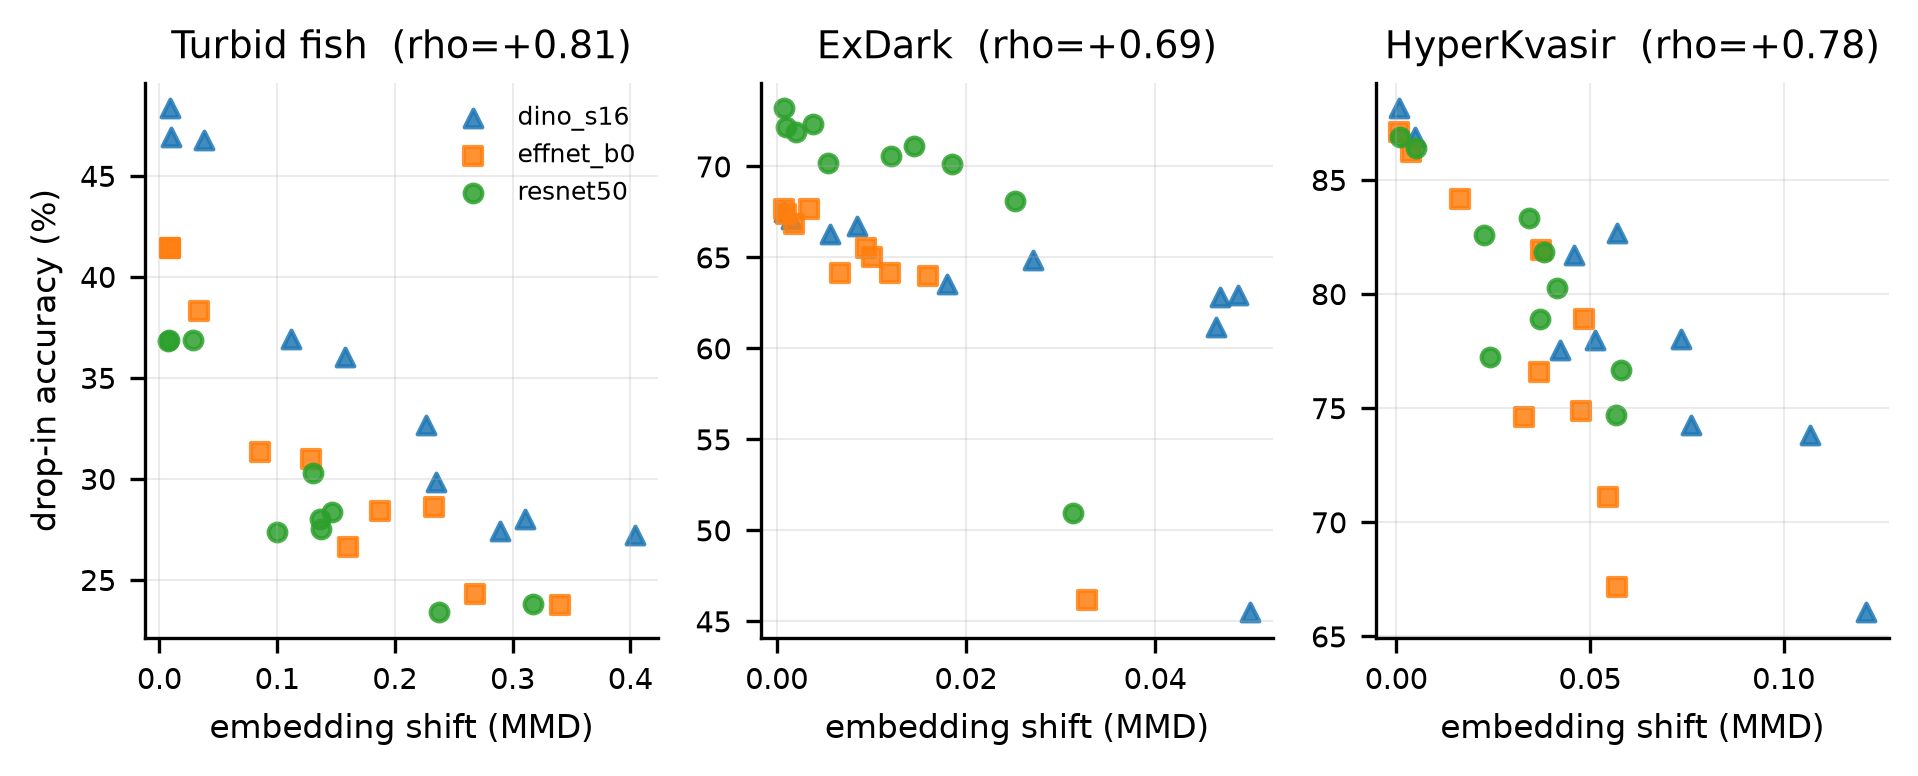 Turbid fish (rho=+0.81)
ExDark (rho=+0.69)
HyperKvasir (rho=+0.78)
drop-in accuracy (%)
45
40
35
30
25
dino_s16
effnet_b0
resnet50
0.0 0.1 0.2 0.3 0.4
embedding shift (MMD)
70
65
60
55
50
45
0.00 0.02 0.04
embedding shift (MMD)
85
80
75
70
65
0.00 0.05 0.10
embedding shift (MMD)